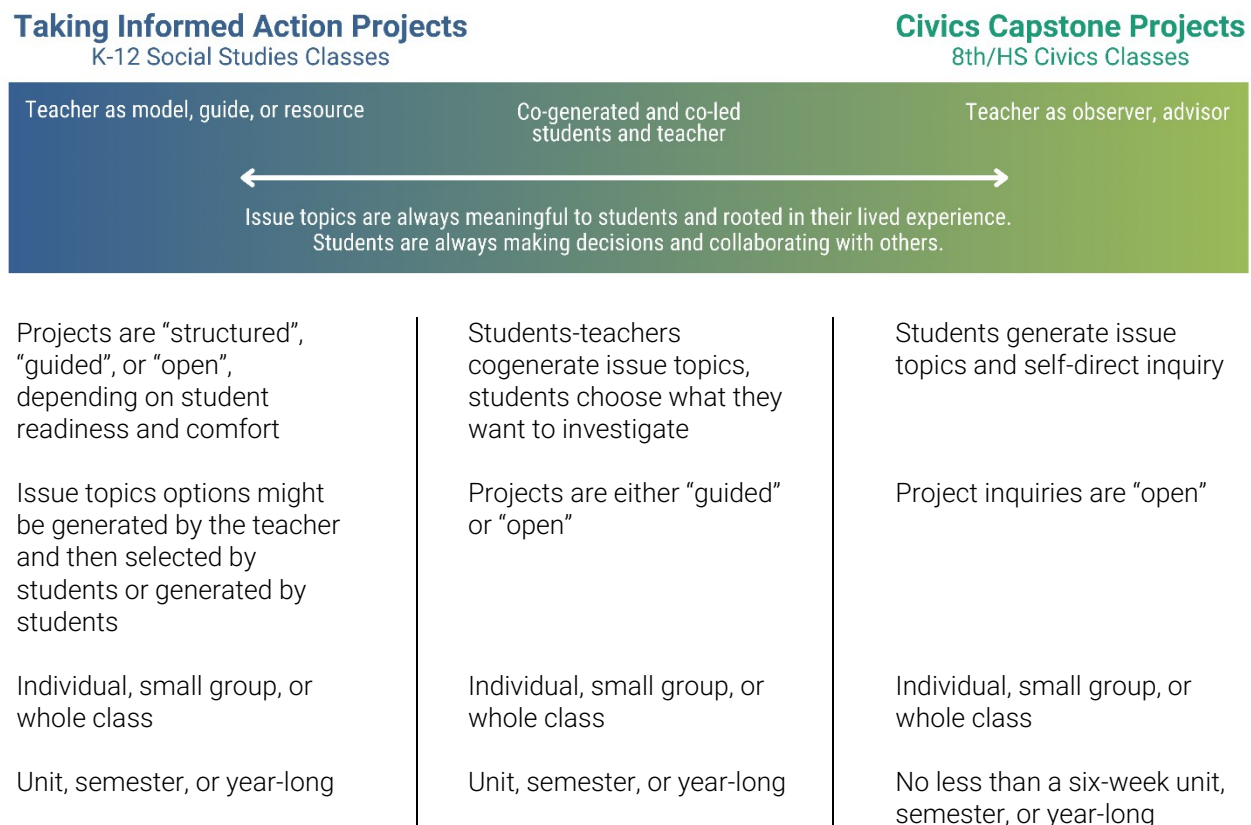 Taking Informed Action Projects
K-12 Social Studies Classes
Civics Capstone Projects
8th/HS Civics Classes
Teacher as model, guide, or resource
Co-generated and co-led
students and teacher
Teacher as observer, advisor
Issue topics are always meaningful to students and rooted in their lived experience.
Students are always making decisions and collaborating with others.
Projects are “structured”,
“guided”, or “open”,
depending on student
readiness and comfort
Issue topics options might
be generated by the teacher
and then selected by
students or generated by
students
Individual, small group, or
whole class
Unit, semester, or year-long
Students-teachers
cogenerate issue topics,
students choose what they
want to investigate
Projects are either “guided”
or “open”
Individual, small group, or
whole class
Unit, semester, or year-long
Students generate issue
topics and self-direct inquiry
Project inquiries are “open”
Individual, small group, or
whole class
No less than a six-week unit,
semester, or year-long